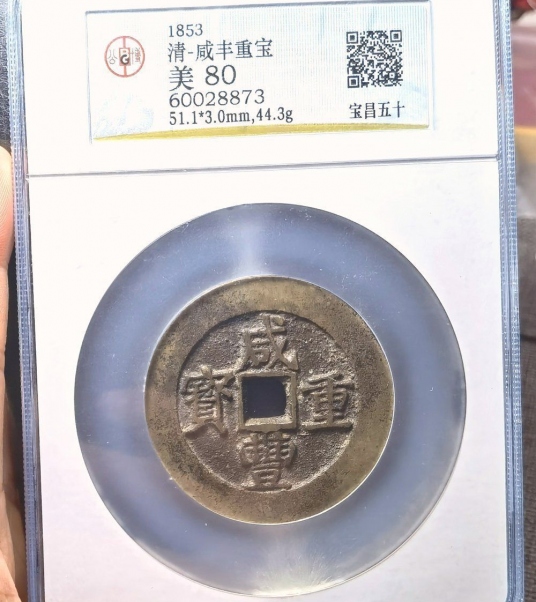 1853
清-咸丰重宝
美 80
60028873
51.1*3.0mm,44.3g
宝昌五十
咸
豐
重
寶